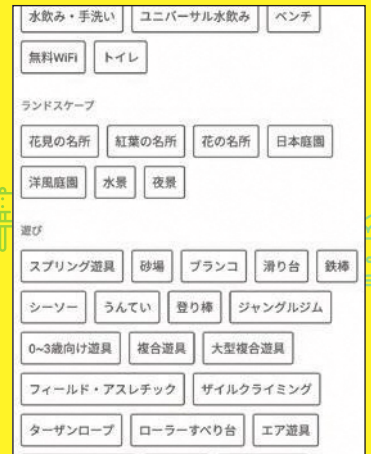 水飲み・手洗い ユニバーサル水飲み ベンチ
無料WiFi トイレ
ランドスケープ
花見の名所 紅葉の名所 花の名所 日本庭園
洋風庭園 水景 夜景
遊び
スプリング遊具 砂場 ブランコ 滑り台 鉄棒
シーソー うんてい 登り棒 ジャングルジム
0~3歳向け遊具 複合遊具 大型複合遊具
フィールド・アスレチック ザイルクライミング
ターザンロープ ローラーすべり台 エア遊具